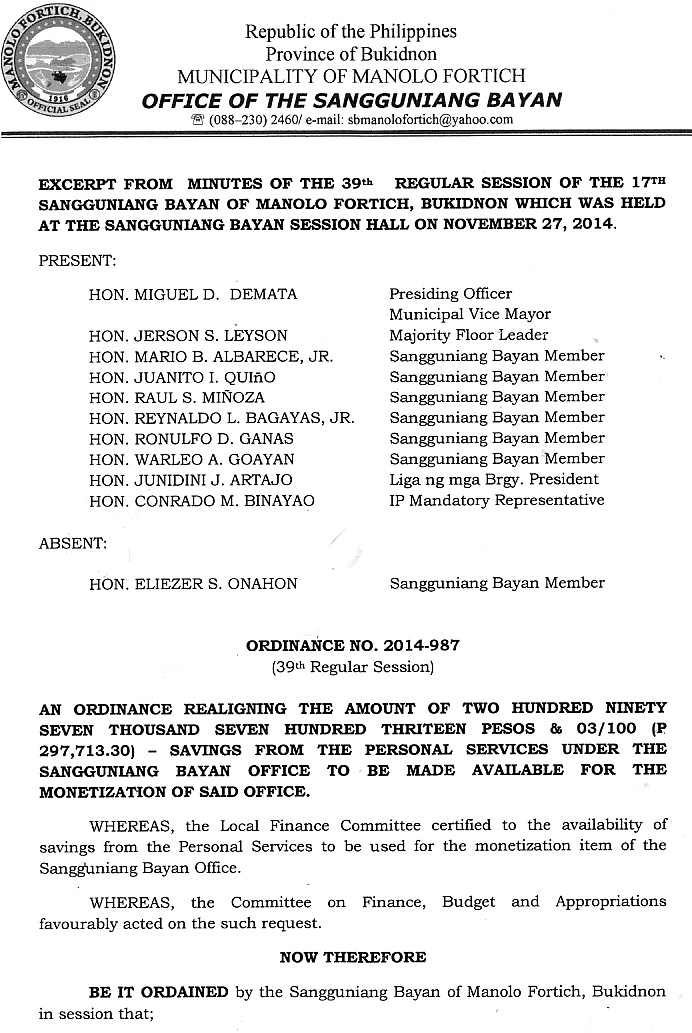 MANOLO FORTICH, BUKIDNON
1916
OFFICIAL SEAL
Republic of the Philippines
Province of Bukidnon
MUNICIPALITY OF MANOLO FORTICH
OFFICE OF THE SANGGUNIANG BAYAN
☏ (088–230) 2460/ e-mail: sbmanolofortich@yahoo.com
EXCERPT FROM MINUTES OF THE 39th REGULAR SESSION OF THE 17TH
SANGGUNIANG BAYAN OF MANOLO FORTICH, BUKIDNON WHICH WAS HELD
AT THE SANGGUNIANG BAYAN SESSION HALL ON NOVEMBER 27, 2014.
PRESENT:
HON. MIGUEL D. DEMATA Presiding Officer
Municipal Vice Mayor
HON. JERSON S. LEYSON Majority Floor Leader
HON. MARIO B. ALBARECE, JR. Sangguniang Bayan Member
HON. JUANITO I. QUIñO Sangguniang Bayan Member
HON. RAUL S. MIÑOZA Sangguniang Bayan Member
HON. REYNALDO L. BAGAYAS, JR. Sangguniang Bayan Member
HON. RONULFO D. GANAS Sangguniang Bayan Member
HON. WARLEO A. GOAYAN Sangguniang Bayan Member
HON. JUNIDINI J. ARTAJO Liga ng mga Brgy. President
HON. CONRADO M. BINAYAO IP Mandatory Representative
ABSENT:
HON. ELIEZER S. ONAHON Sangguniang Bayan Member
ORDINANCE NO. 2014-987
(39th Regular Session)
AN ORDINANCE REALIGNING THE AMOUNT OF TWO HUNDRED NINETY
SEVEN THOUSAND SEVEN HUNDRED THRITEEN PESOS & 03/100 (P
297,713.30) – SAVINGS FROM THE PERSONAL SERVICES UNDER THE
SANGGUNIANG BAYAN OFFICE TO BE MADE AVAILABLE FOR THE
MONETIZATION OF SAID OFFICE.
WHEREAS, the Local Finance Committee certified to the availability of
savings from the Personal Services to be used for the monetization item of the
Sangguniang Bayan Office.
WHEREAS, the Committee on Finance, Budget and Appropriations
favourably acted on the such request.
NOW THEREFORE
BE IT ORDAINED by the Sangguniang Bayan of Manolo Fortich, Bukidnon
in session that;